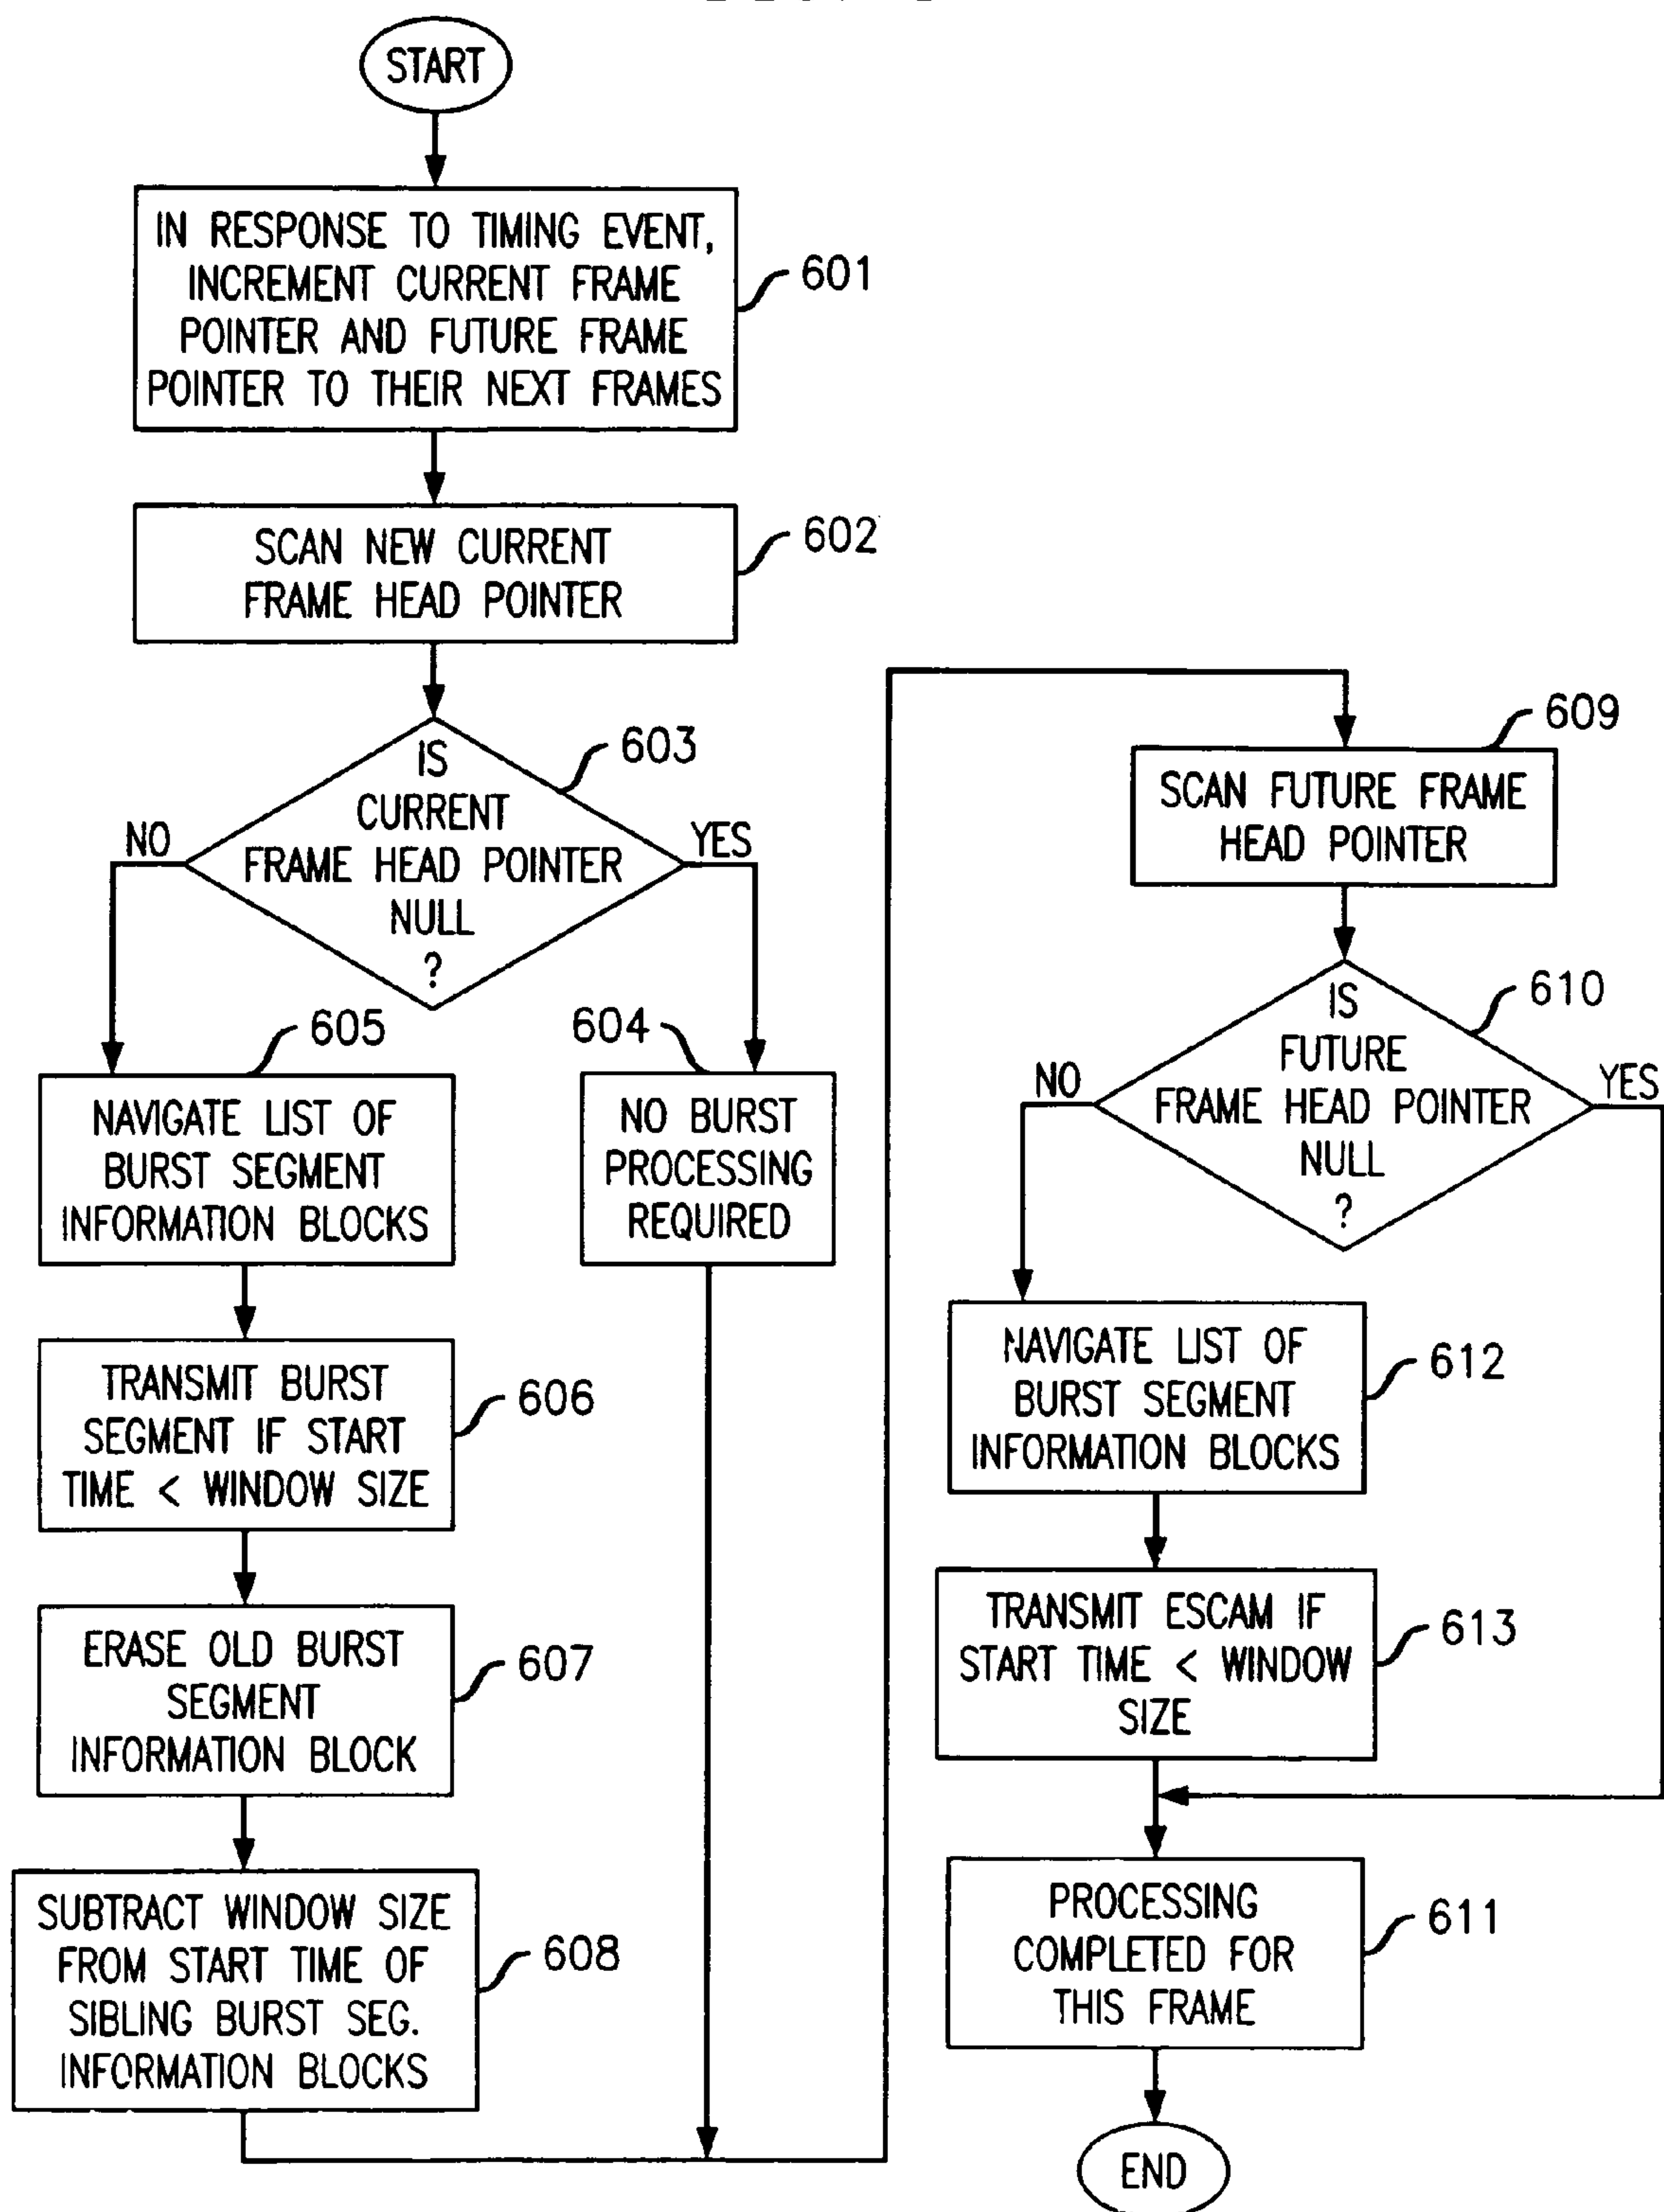 START
IN RESPONSE TO TIMING EVENT,
INCREMENT CURRENT FRAME
POINTER AND FUTURE FRAME
POINTER TO THEIR NEXT FRAMES
601
SCAN NEW CURRENT
FRAME HEAD POINTER
602
IS
CURRENT
FRAME HEAD POINTER
NULL
?
603
NO
YES
605
NAVIGATE LIST OF
BURST SEGMENT
INFORMATION BLOCKS
604
NO BURST
PROCESSING
REQUIRED
TRANSMIT BURST
SEGMENT IF START
TIME < WINDOW SIZE
606
ERASE OLD BURST
SEGMENT
INFORMATION BLOCK
607
SUBTRACT WINDOW SIZE
FROM START TIME OF
SIBLING BURST SEG.
INFORMATION BLOCKS
608
609
SCAN FUTURE FRAME
HEAD POINTER
IS
FUTURE
FRAME HEAD POINTER
NULL
?
610
NO
YES
NAVIGATE LIST OF
BURST SEGMENT
INFORMATION BLOCKS
612
TRANSMIT ESCAM IF
START TIME < WINDOW
SIZE
613
PROCESSING
COMPLETED FOR
THIS FRAME
611
END